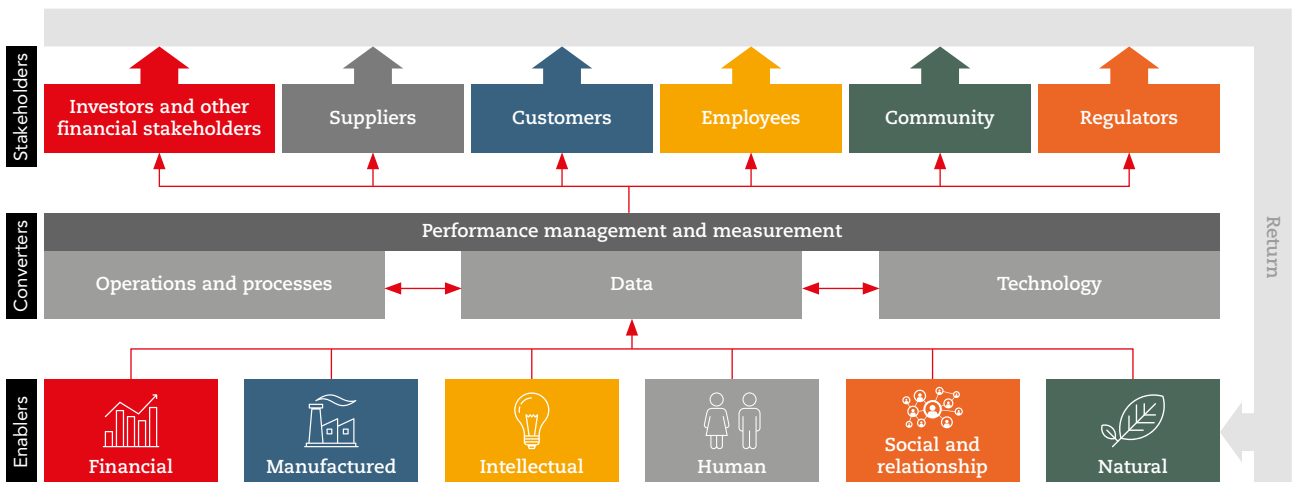 Stakeholders
Investors and other
financial stakeholders
Suppliers
Customers
Employees
Community
Regulators
Return
Converters
Performance management and measurement
Operations and processes
Data
Technology
Enablers
Financial
Manufactured
Intellectual
Human
Social and
relationship
Natural